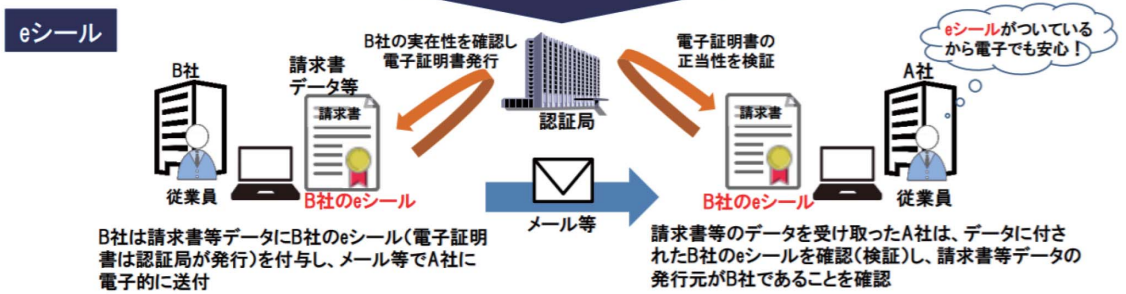 eシール
B社の実在性を確認し
電子証明書発行
電子証明書の
正当性を検証
eシールがついている
から電子でも安心！
B社
請求書
データ等
請求書
認証局
請求書
A社
従業員
B社のeシール
メール等
B社のeシール
従業員
B社は請求書等データにB社のeシール(電子証明
書は認証局が発行)を付与し、メール等でA社に
電子的に送付
請求書等のデータを受け取ったA社は、データに付さ
れたB社のeシールを確認(検証)し、請求書等データの
発行元がB社であることを確認